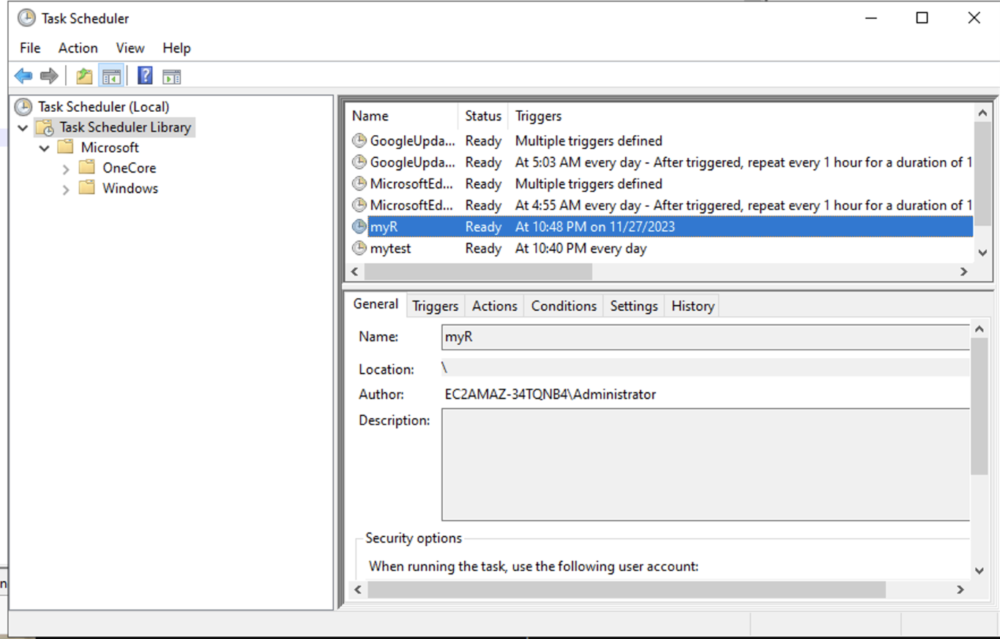 Task Scheduler
File Action View Help
Task Scheduler (Local)
Task Scheduler Library
Microsoft
OneCore
Windows
Name Status Triggers
GoogleUpda... Ready Multiple triggers defined
GoogleUpda... Ready At 5:03 AM every day - After triggered, repeat every 1 hour for a duration of 1
MicrosoftEd... Ready Multiple triggers defined
MicrosoftEd... Ready At 4:55 AM every day - After triggered, repeat every 1 hour for a duration of 1
myR Ready At 10:48 PM on 11/27/2023
mytest Ready At 10:40 PM every day
General Triggers Actions Conditions Settings History
Name: myR
Location: \
Author: EC2AMAZ-34TQNB4\Administrator
Description:
Security options
When running the task, use the following user account: